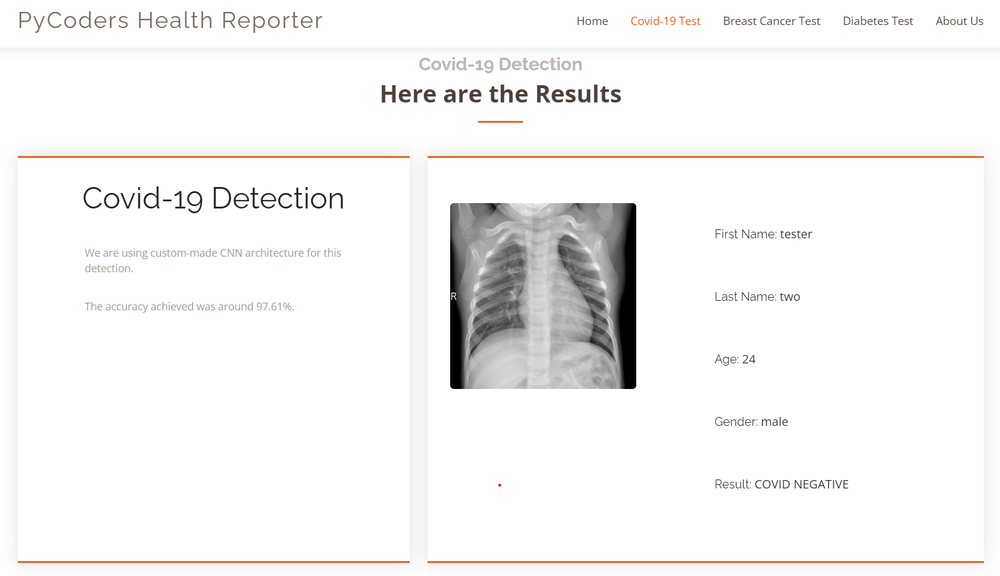 PyCoders Health Reporter
Home Covid-19 Test Breast Cancer Test Diabetes Test About Us
Covid-19 Detection
Here are the Results
Covid-19 Detection
We are using custom-made CNN architecture for this
detection.
The accuracy achieved was around 97.61%.
R
First Name: tester
Last Name: two
Age: 24
Gender: male
Result: COVID NEGATIVE